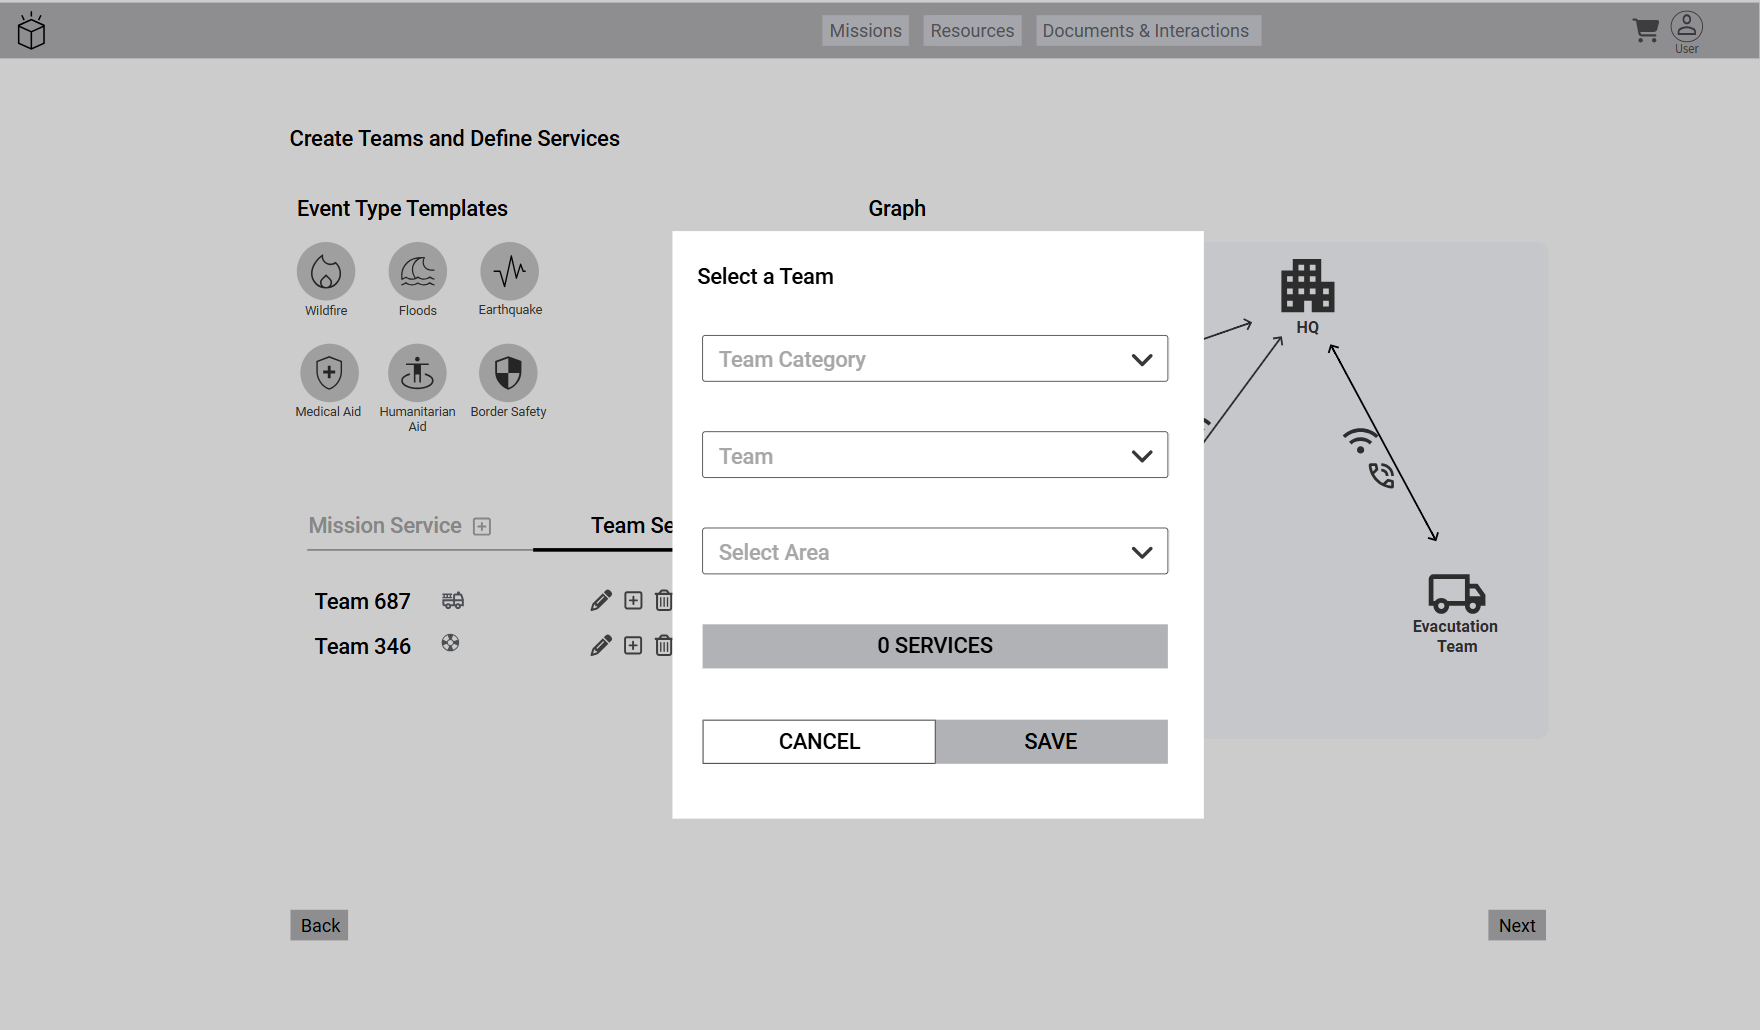 Missions
Resources
Documents & Interactions
User
Create Teams and Define Services
Event Type Templates
Graph
Wildfire
Floods
Earthquake
Medical Aid
Humanitarian
Aid
Border Safety
Mission Service
Team Se
Team 687
Team 346
Select a Team
Team Category
Team
Select Area
0 SERVICES
CANCEL
SAVE
HQ
Evacutation
Team
Back
Next